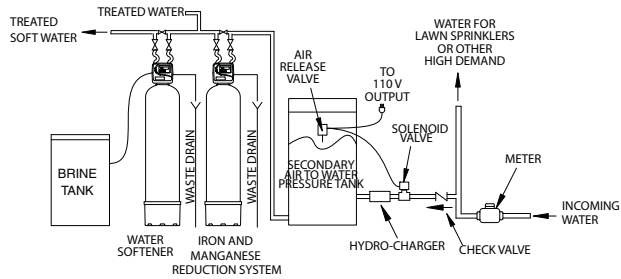 TREATED WATER
TREATED
SOFT WATER
AIR
RELEASE
VALVE
TO
110 V
OUTPUT
WATER FOR
LAWN SPRINKLERS
OR OTHER
HIGH DEMAND
SOLENOID
VALVE
METER
BRINE
TANK
WASTE DRAIN
WASTE DRAIN
SECONDARY
AIR TO WATER
PRESSURE TANK
INCOMING
WATER
WATER
SOFTENER
IRON AND
MANGANESE
REDUCTION SYSTEM
HYDRO-CHARGER
CHECK VALVE